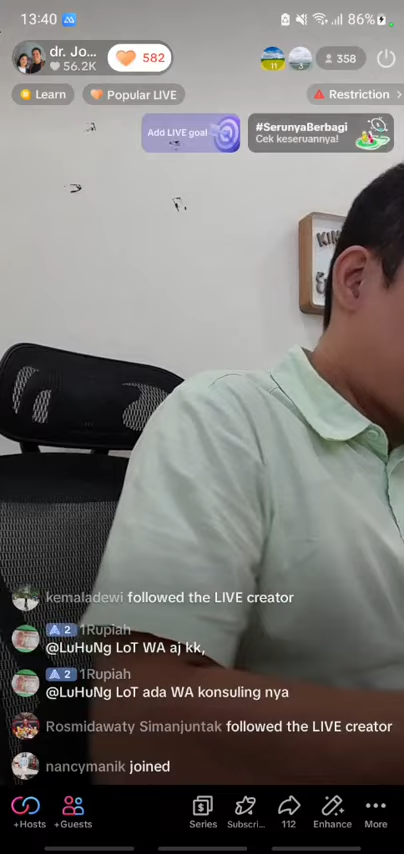 13:40
86%
dr. Jo...
56.2K
582
11
3
358
Learn
Popular LIVE
Restriction
Add LIVE goal
#SerunyaBerbagi
Cek keseruannya!
kemaladewi followed the LIVE creator
2 1Rupiah
@LuHuNg LoT WA aj kk,
2 1Rupiah
@LuHuNg LoT ada WA konsuling nya
Rosmidawaty Simanjuntak followed the LIVE creator
nancymanik joined
+Hosts
+Guests
Series
Subscri...
112
Enhance
More